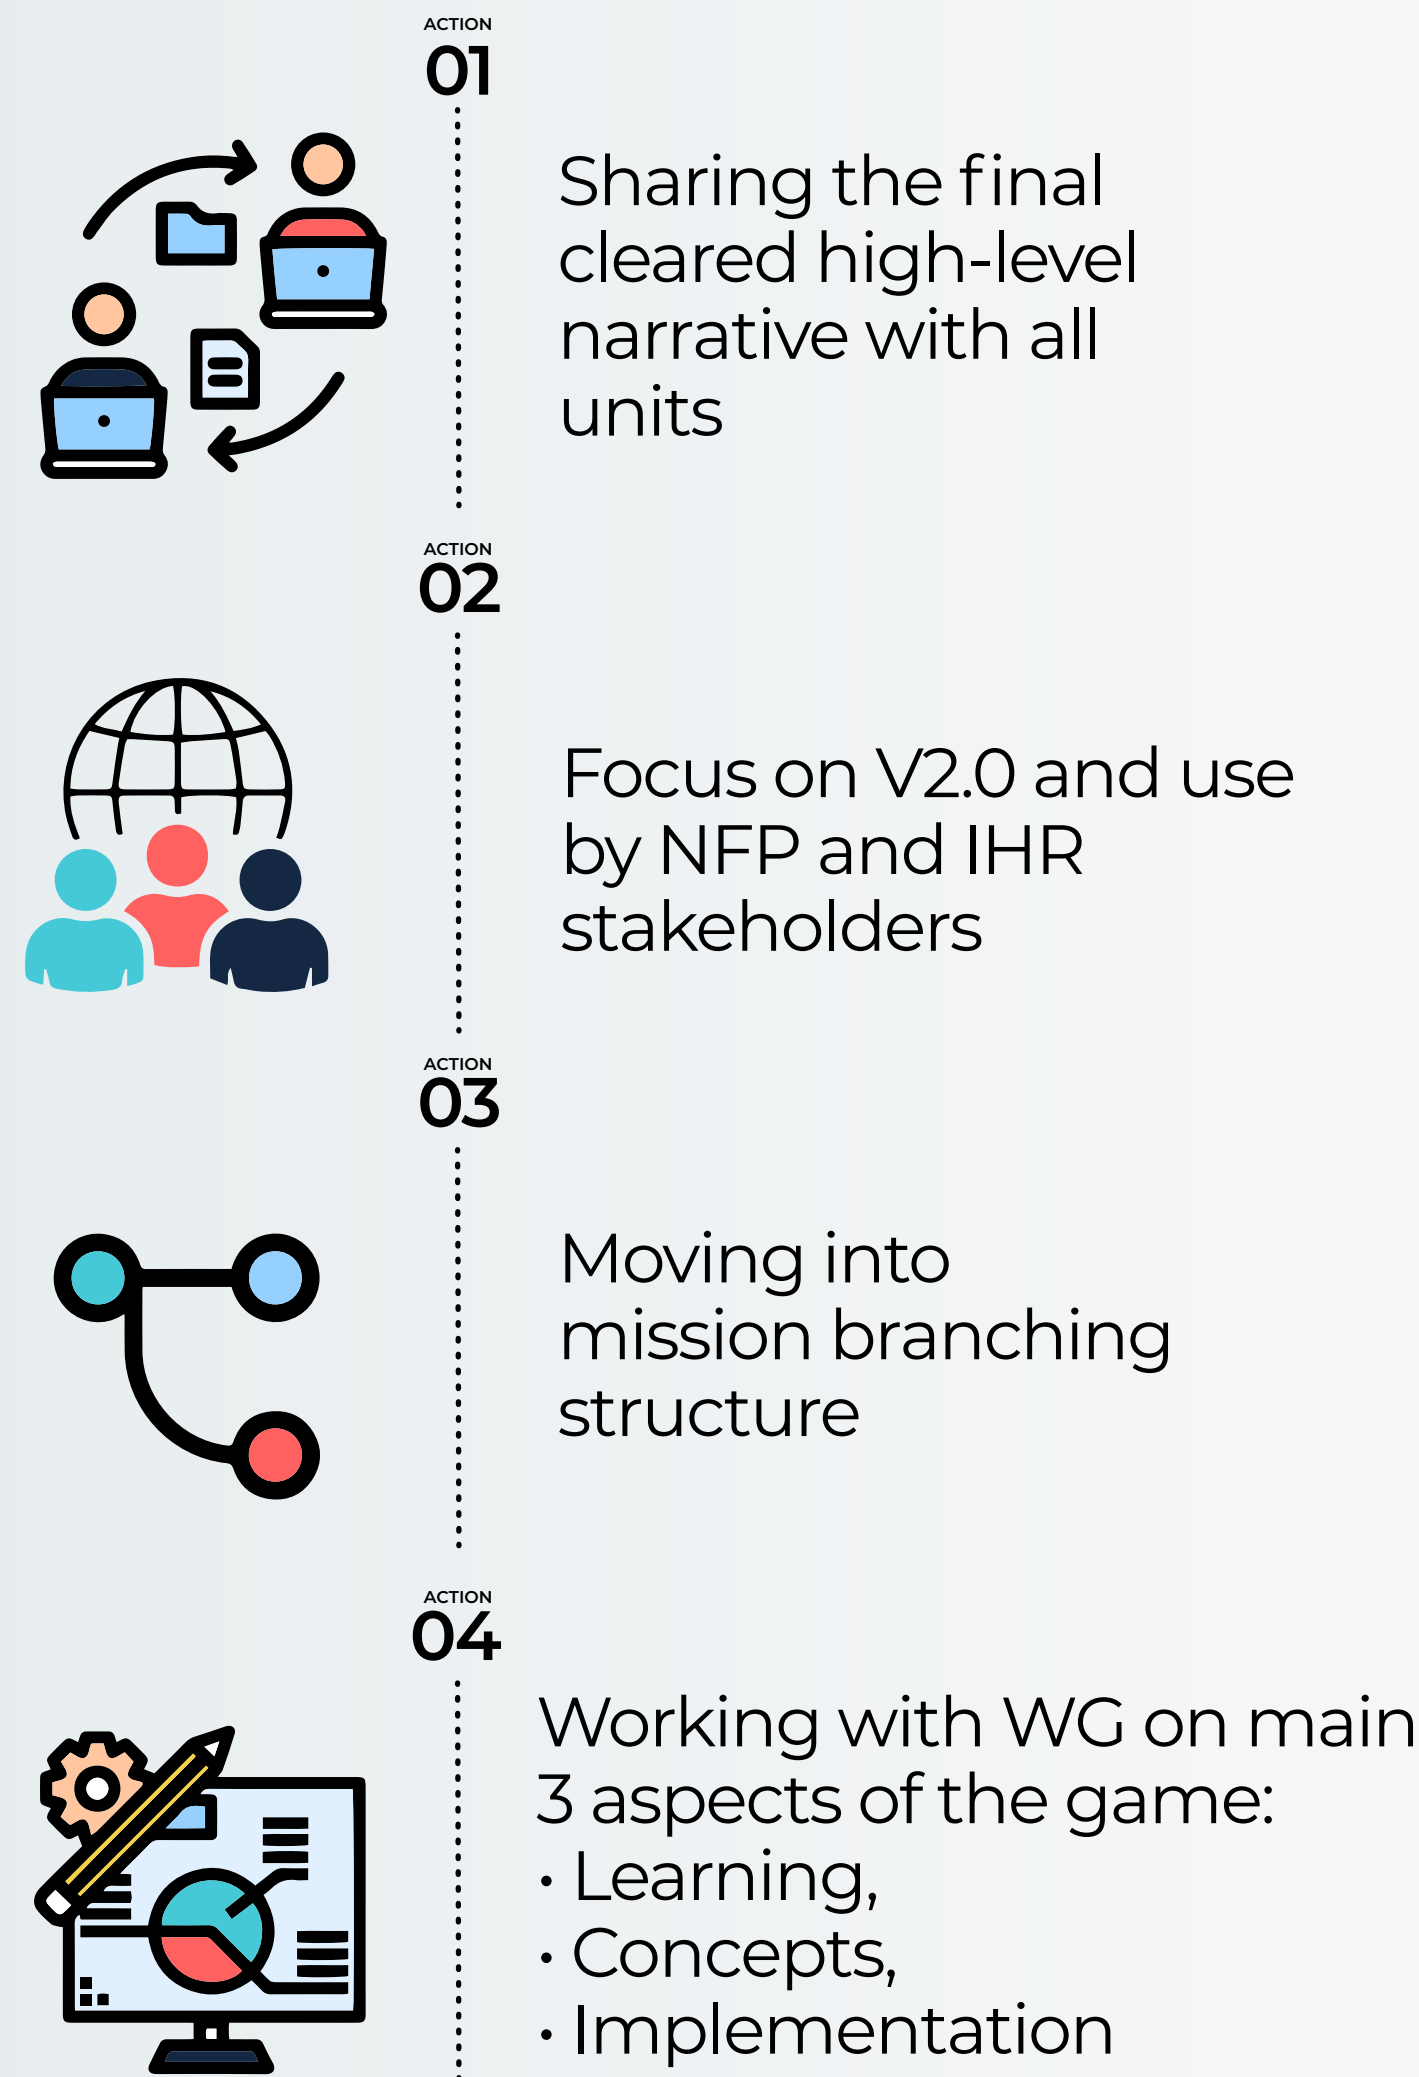 ACTION
01
Sharing the final
cleared high-level
narrative with all
units
ACTION
02
Focus on V2.0 and use
by NFP and IHR
stakeholders
ACTION
03
Moving into
mission branching
structure
ACTION
04
Working with WG on main
3 aspects of the game:
• Learning,
• Concepts,
• Implementation